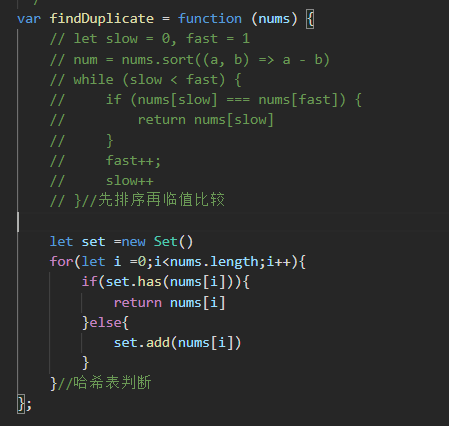 var findDuplicate = function (nums) {
    // let slow = 0, fast = 1
    // num = nums.sort((a, b) => a - b)
    // while (slow < fast) {
    //     if (nums[slow] === nums[fast]) {
    //         return nums[slow]
    //     }
    //     fast++;
    //     slow++
    // }//先排序再临值比较
    let set =new Set()
    for(let i =0;i<nums.length;i++){
        if(set.has(nums[i])){
            return nums[i]
        }else{
            set.add(nums[i])
        }
    }//哈希表判断
};